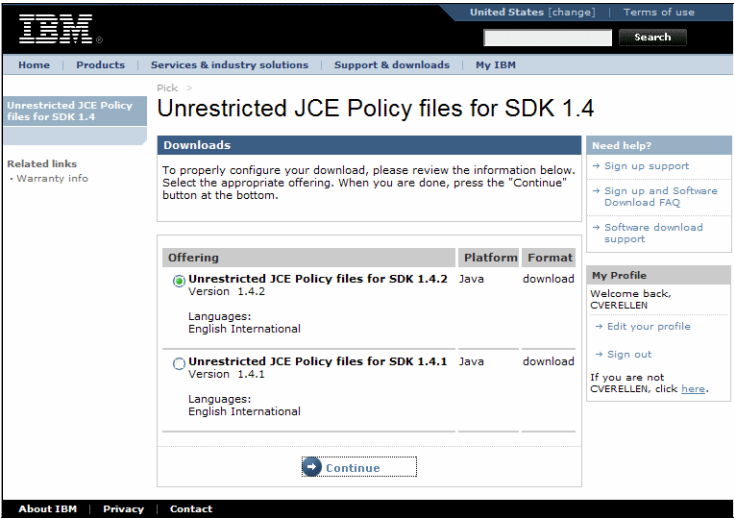 United States [change] | Terms of use
IBM®
Search
Home | Products | Services & industry solutions | Support & downloads | My IBM
Pick >
Unrestricted JCE Policy files for SDK 1.4
Unrestricted JCE Policy
files for SDK 1.4
Related links
· Warranty info
Downloads
To properly configure your download, please review the information below.
Select the appropriate offering. When you are done, press the "Continue"
button at the bottom.
Offering Platform Format
Unrestricted JCE Policy files for SDK 1.4.2 Java download
Version 1.4.2
Languages:
English International
Unrestricted JCE Policy files for SDK 1.4.1 Java download
Version 1.4.1
Languages:
English International
Continue
Need help?
→ Sign up support
→ Sign up and Software
Download FAQ
→ Software download
support
My Profile
Welcome back,
CVERELLEN
→ Edit your profile
→ Sign out
If you are not
CVERELLEN, click here.
About IBM | Privacy | Contact